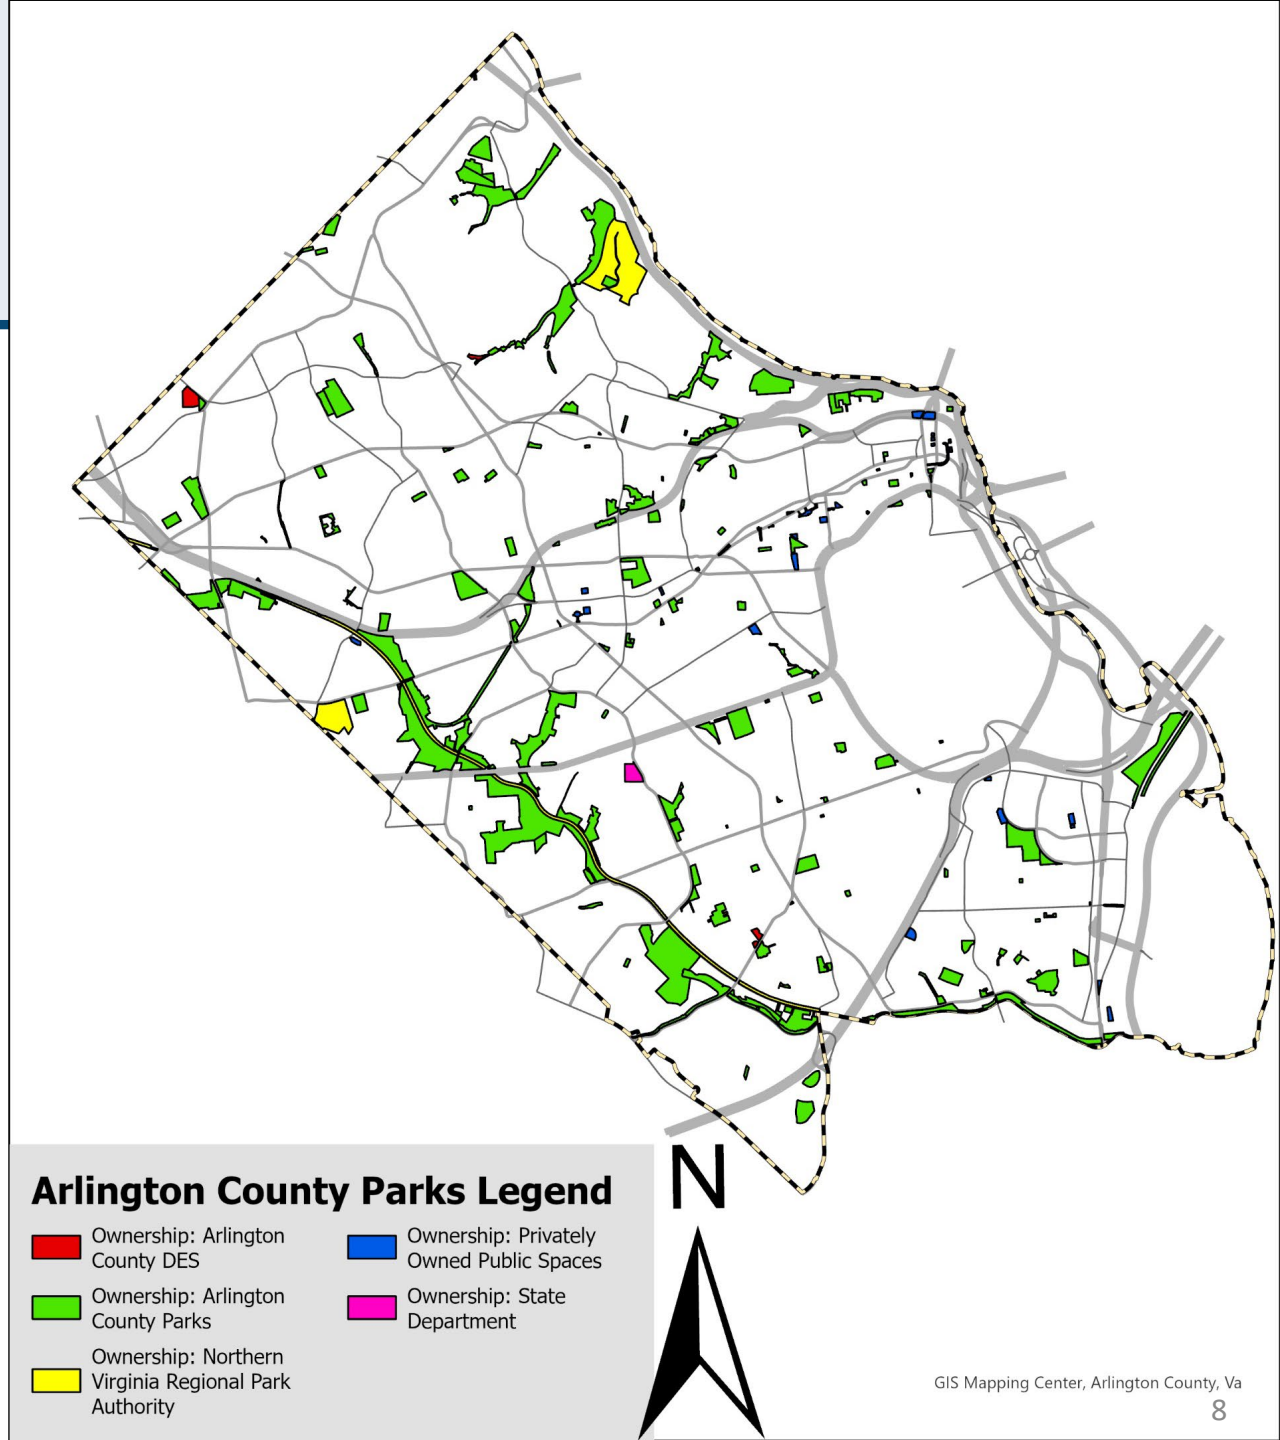 N
Arlington County Parks Legend
Ownership: Arlington
County DES
Ownership: Arlington
County Parks
Ownership: Northern
Virginia Regional Park
Authority
Ownership: Privately
Owned Public Spaces
Ownership: State
Department
GIS Mapping Center, Arlington County, Va
8